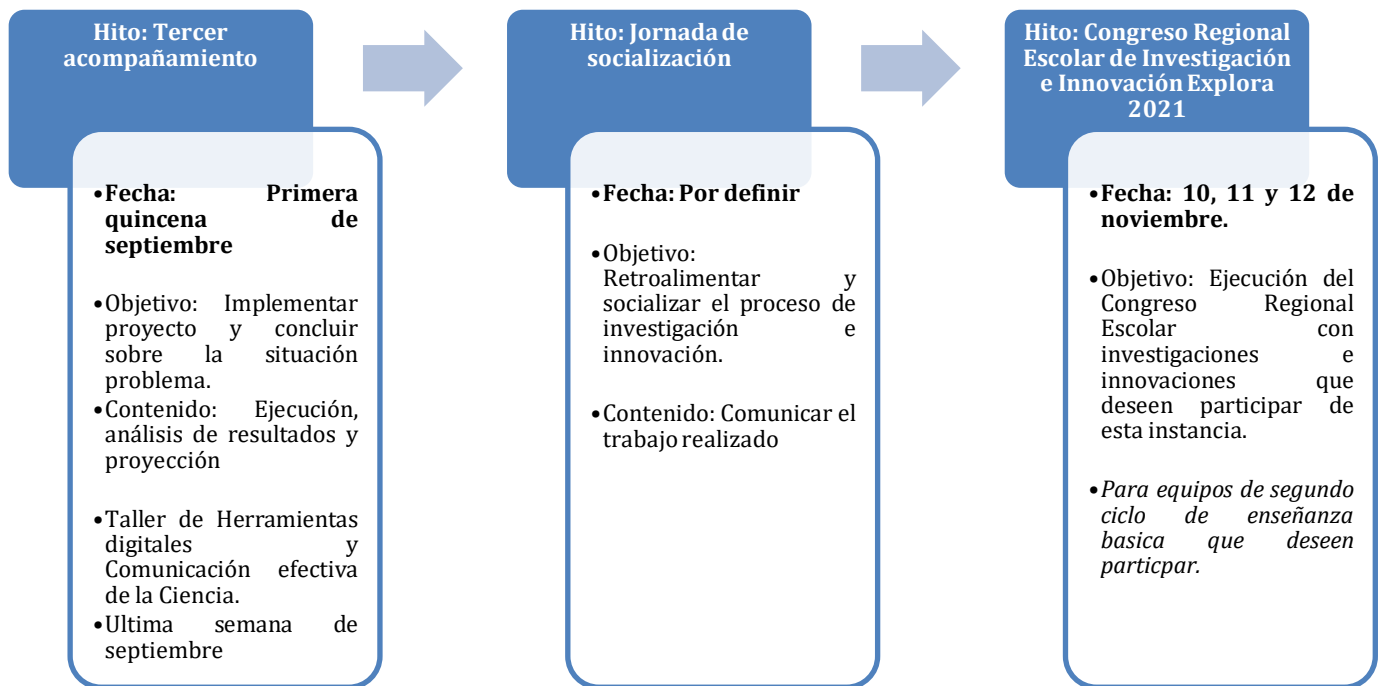 Hito: Tercer
acompañamiento
•Fecha: Primera
quincena de
septiembre
•Objetivo: Implementar
proyecto y concluir
sobre la situación
problema.
•Contenido: Ejecución,
análisis de resultados y
proyección
•Taller de Herramientas
digitales y
Comunicación efectiva
de la Ciencia.
•Ultima semana de
septiembre
Hito: Jornada de
socialización
•Fecha: Por definir
•Objetivo:
Retroalimentar y
socializar el proceso de
investigación e
innovación.
•Contenido: Comunicar el
trabajo realizado
Hito: Congreso Regional
Escolar de Investigación
e Innovación Explora
2021
•Fecha: 10, 11 y 12 de
noviembre.
•Objetivo: Ejecución del
Congreso Regional
Escolar con
investigaciones e
innovaciones que
deseen participar de
esta instancia.
•Para equipos de segundo
ciclo de enseñanza
basica que deseen
particpar.